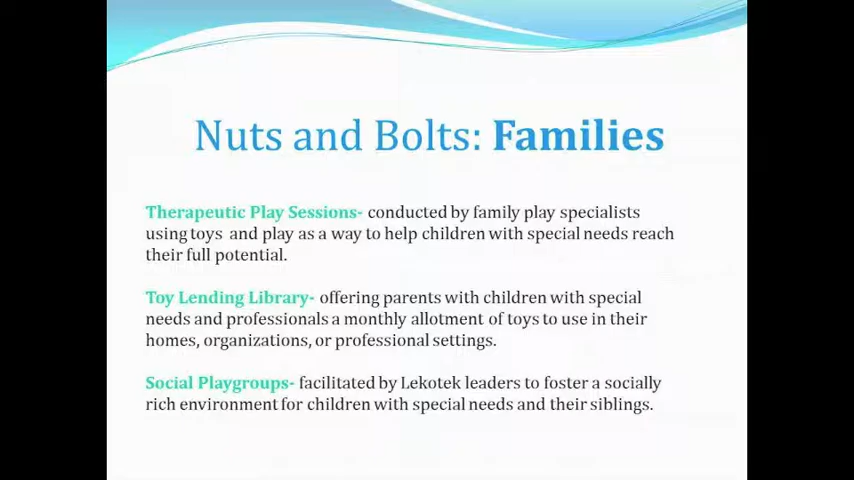 Nuts and Bolts: Families
Therapeutic Play Sessions- conducted by family play specialists
using toys and play as a way to help children with special needs reach
their full potential.
Toy Lending Library- offering parents with children with special
needs and professionals a monthly allotment of toys to use in their
homes, organizations, or professional settings.
Social Playgroups- facilitated by Lekotek leaders to foster a socially
rich environment for children with special needs and their siblings.